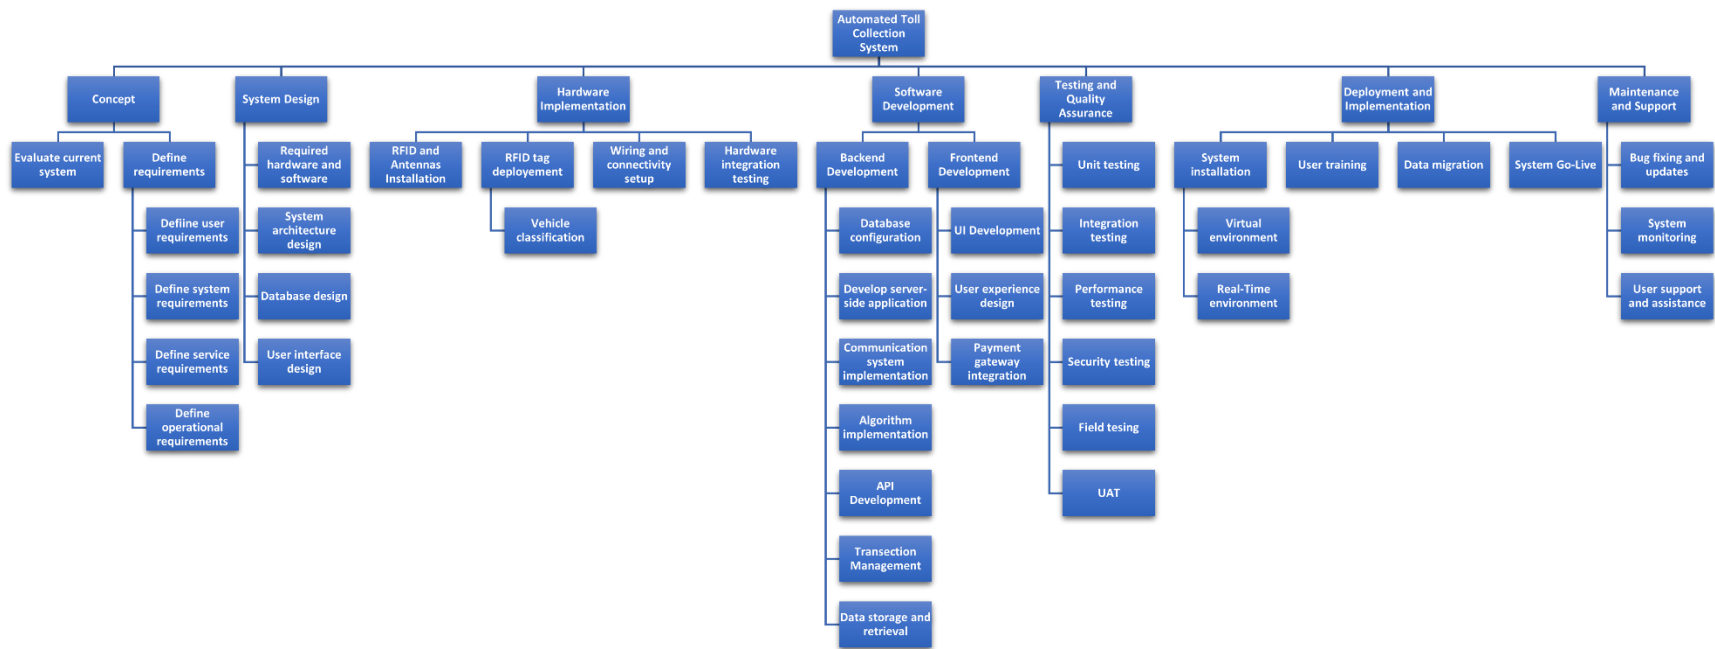 Automated Toll
Collection
System
Concept
System Design
Hardware
Implementation
Software
Development
Testing and
Quality
Assurance
Deployment and
Implementation
Maintenance
and Support
Evaluate current
system
Define
requirements
Required
hardware and
software
RFID and
Antennas
Installation
RFID tag
deployement
Wiring and
connectivity
setup
Hardware
integration
testing
Backend
Development
Frontend
Development
Unit testing
System
installation
User training
Data migration
System Go-Live
Bug fixing and
updates
Defiine user
requirements
System
architecture
design
Vehicle
classification
Database
configuration
UI Development
Integration
testing
Virtual
environment
System
monitoring
Define system
requirements
Database design
Develop server-
side application
User experience
design
Performance
testing
Real-Time
environment
User support
and assistance
Define service
requirements
User interface
design
Communication
system
implementation
Payment
gateway
integration
Security testing
Define
operational
requirements
Algorithm
implementation
Field tesing
API
Development
UAT
Transection
Management
Data storage and
retrieval